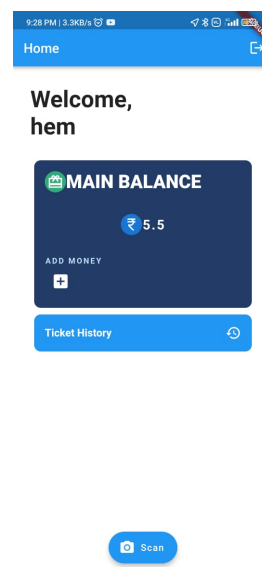 9:28 PM | 3.3KB/s
Home
Welcome,
hem
MAIN BALANCE
₹ 5.5
ADD MONEY
Ticket History
Scan